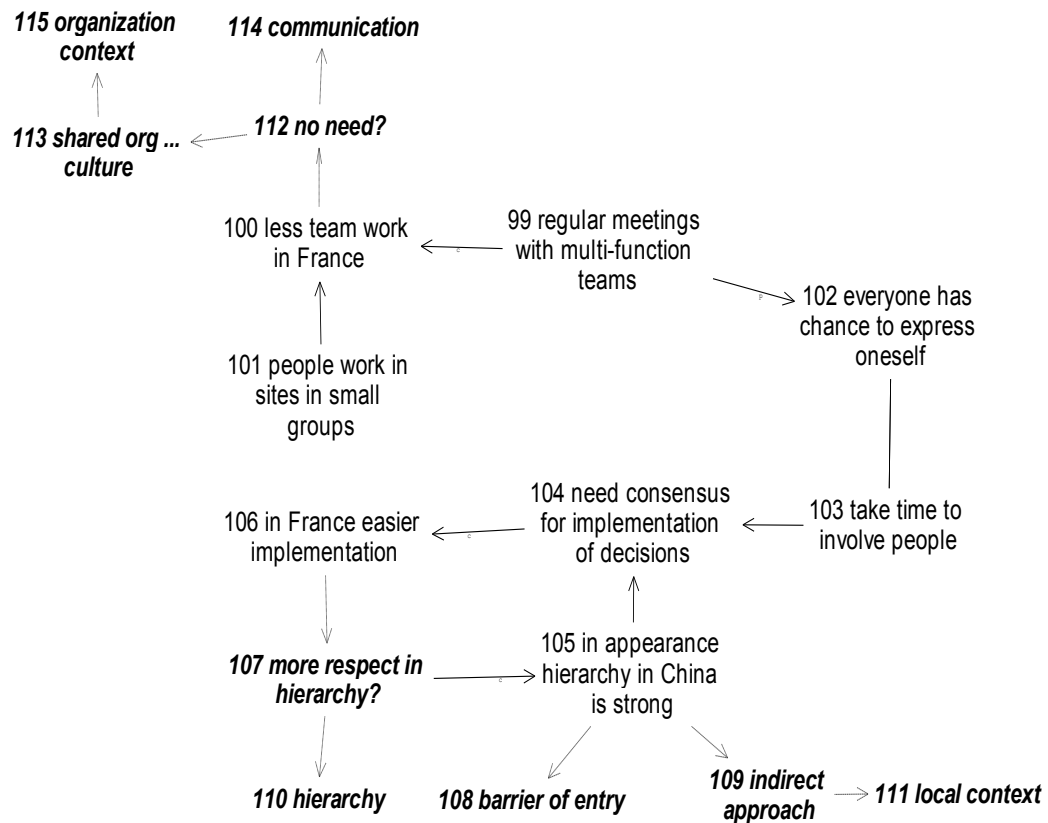 115 organization
context
114 communication
113 shared org ...
culture
112 no need?
100 less team work
in France
99 regular meetings
with multi-function
teams
c
p
102 everyone has
chance to express
oneself
101 people work in
sites in small
groups
106 in France easier
implementation
c
104 need consensus
for implementation
of decisions
103 take time to
involve people
107 more respect in
hierarchy?
105 in appearance
hierarchy in China
is strong
110 hierarchy
108 barrier of entry
109 indirect
approach
111 local context